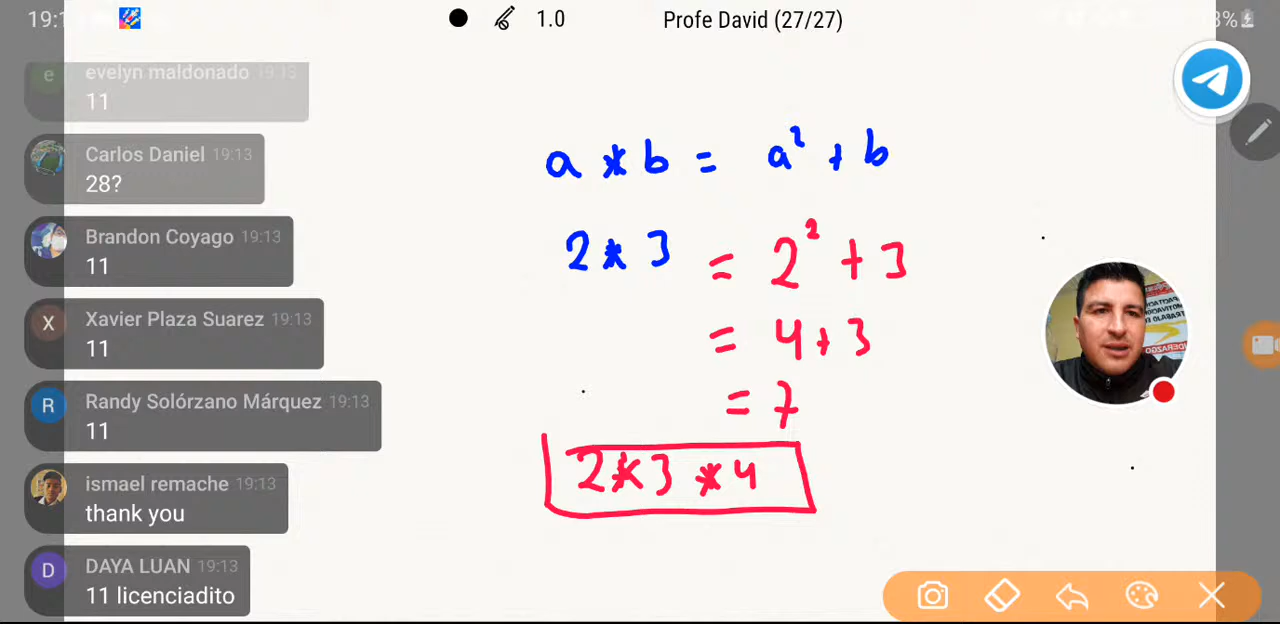 19:1
1.0
Profe David (27/27)
3%
e
evelyn maldonado 19:13
11
Carlos Daniel 19:13
28?
Brandon Coyago 19:13
11
X
Xavier Plaza Suarez 19:13
11
R
Randy Solórzano Márquez 19:13
11
ismael remache 19:13
thank you
D
DAYA LUAN 19:13
11 licenciadito
a * b = a² + b
2 * 3 = 2² + 3
= 4 + 3
= 7
2 * 3 * 4